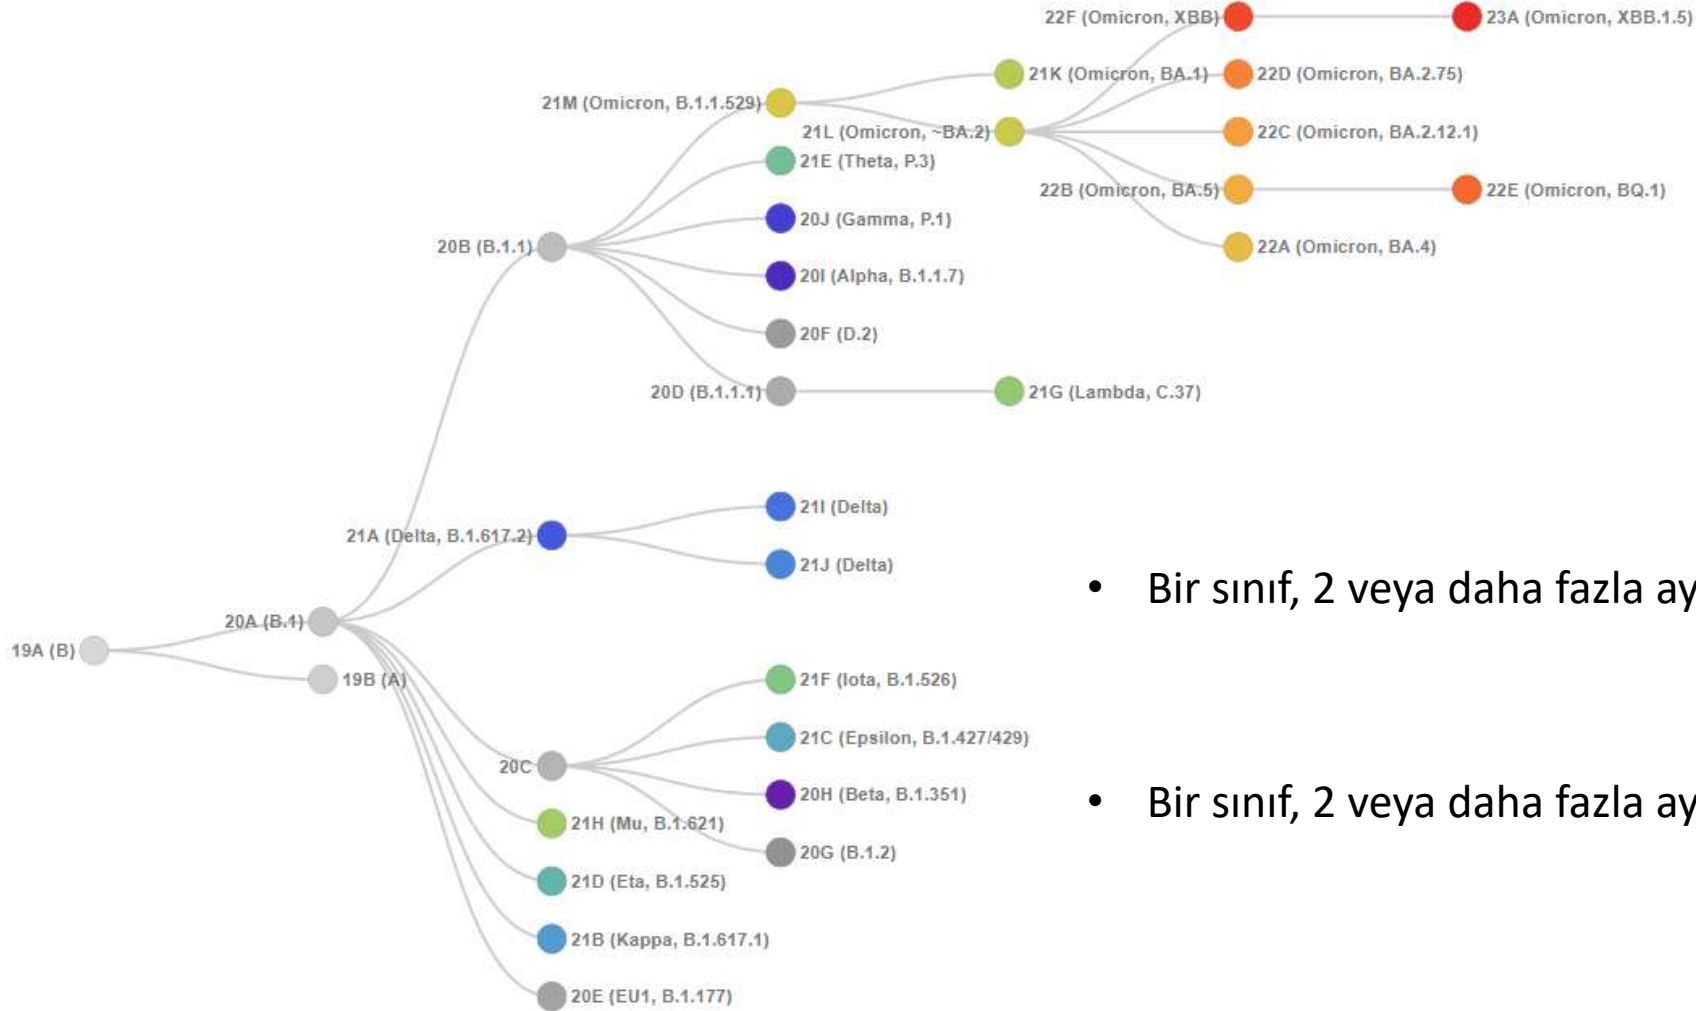 22F (Omicron, XBB)
23A (Omicron, XBB.1.5)
21K (Omicron, BA.1)
22D (Omicron, BA.2.75)
21M (Omicron, B.1.1.529)
21L (Omicron, ~BA.2)
22C (Omicron, BA.2.12.1)
21E (Theta, P.3)
22B (Omicron, BA.5)
22E (Omicron, BQ.1)
20J (Gamma, P.1)
20B (B.1.1)
22A (Omicron, BA.4)
20I (Alpha, B.1.1.7)
20F (D.2)
20D (B.1.1.1)
21G (Lambda, C.37)
21I (Delta)
21A (Delta, B.1.617.2)
21J (Delta)
• Bir sınıf, 2 veya daha fazla ay
20A (B.1)
19A (B)
19B (A)
21F (Iota, B.1.526)
21C (Epsilon, B.1.427/429)
20C
20H (Beta, B.1.351)
• Bir sınıf, 2 veya daha fazla ay
21H (Mu, B.1.621)
20G (B.1.2)
21D (Eta, B.1.525)
21B (Kappa, B.1.617.1)
20E (EU1, B.1.177)